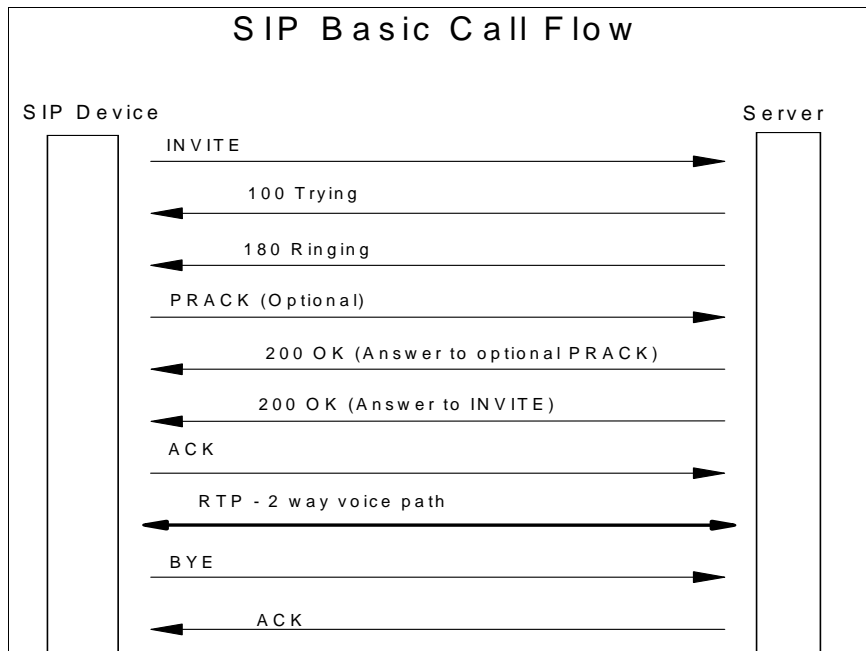 SIP Basic Call Flow
SIP Device
Server
INVITE
100 Trying
180 Ringing
PRACK (Optional)
200 OK (Answer to optional PRACK)
200 OK (Answer to INVITE)
ACK
RTP - 2 way voice path
BYE
ACK